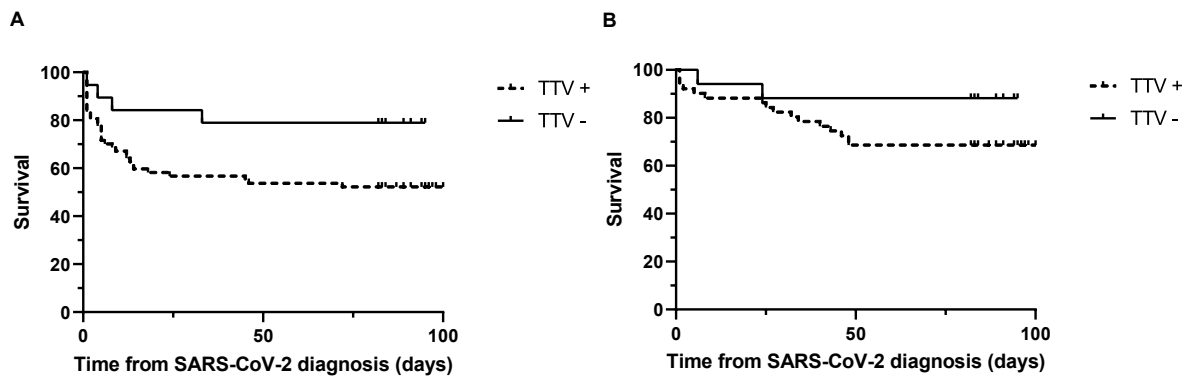 A
100
80
60
40
20
0
Survival
0 50 100
Time from SARS-CoV-2 diagnosis (days)
TTV +
TTV -
B
100
80
60
40
20
0
Survival
0 50 100
Time from SARS-CoV-2 diagnosis (days)
TTV +
TTV -